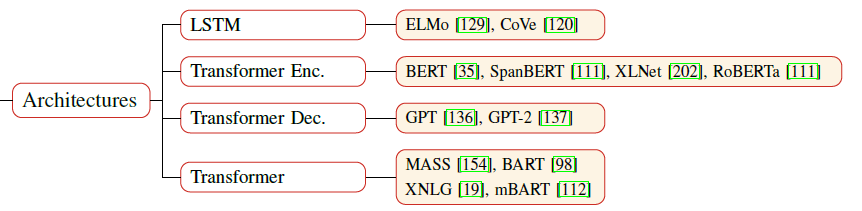 LSTM
ELMo [129], CoVe [120]
Transformer Enc.
BERT [35], SpanBERT [111], XLNet [202], RoBERTa [111]
Architectures
Transformer Dec.
GPT [136], GPT-2 [137]
Transformer
MASS [154], BART [98]
XNLG [19], mBART [112]